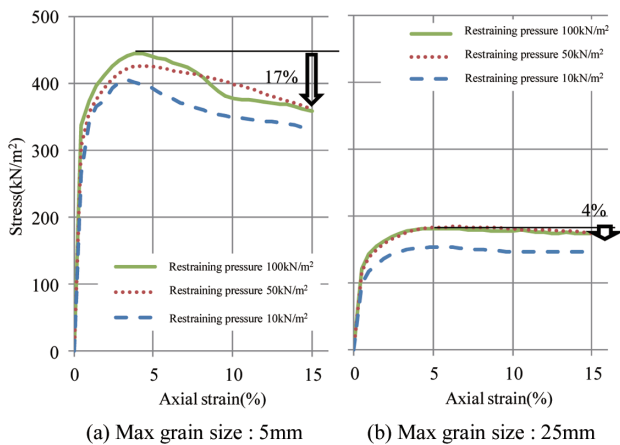 500
400
300
200
100
0
Stress(kN/m²)
17%
Restraining pressure 100kN/m²
Restraining pressure 50kN/m²
Restraining pressure 10kN/m²
0 5 10 15
Axial strain(%)
(a) Max grain size : 5mm
Restraining pressure 100kN/m²
Restraining pressure 50kN/m²
Restraining pressure 10kN/m²
4%
0 5 10 15
Axial strain(%)
(b) Max grain size : 25mm